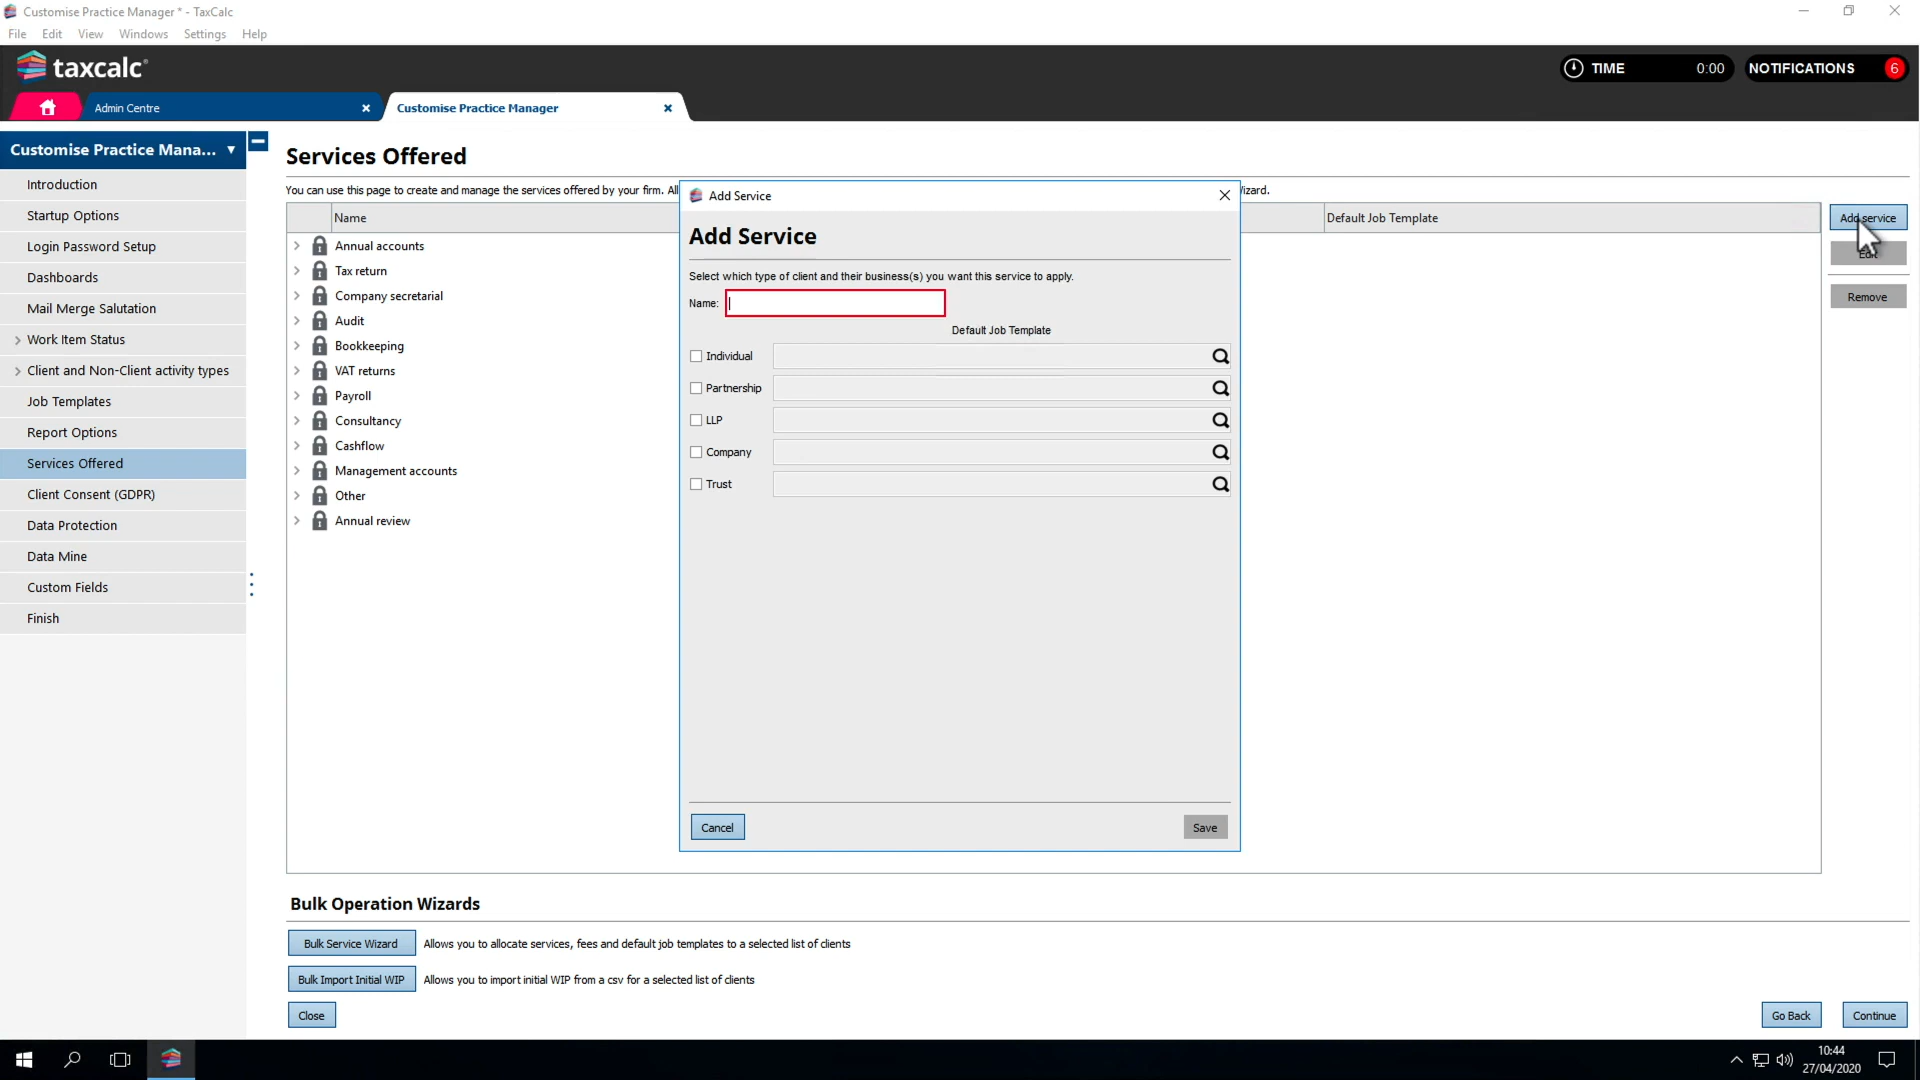 Customise Practice Manager * - TaxCalc
File Edit View Windows Settings Help
taxcalc
TIME 0:00 NOTIFICATIONS 6
Admin Centre
Customise Practice Manager
Customise Practice Mana...
Introduction
Startup Options
Login Password Setup
Dashboards
Mail Merge Salutation
Work Item Status
Client and Non-Client activity types
Job Templates
Report Options
Services Offered
Client Consent (GDPR)
Data Protection
Data Mine
Custom Fields
Finish
Services Offered
You can use this page to create and manage the services offered by your firm. All
Name
Default Job Template
Annual accounts
Tax return
Company secretarial
Audit
Bookkeeping
VAT returns
Payroll
Consultancy
Cashflow
Management accounts
Other
Annual review
Add service
Edit
Remove
Add Service
Add Service
Select which type of client and their business(s) you want this service to apply.
Name:
Default Job Template
Individual
Partnership
LLP
Company
Trust
Cancel
Save
Bulk Operation Wizards
Bulk Service Wizard Allows you to allocate services, fees and default job templates to a selected list of clients
Bulk Import Initial WIP Allows you to import initial WIP from a csv for a selected list of clients
Close
Go Back
Continue
10:44
27/04/2020